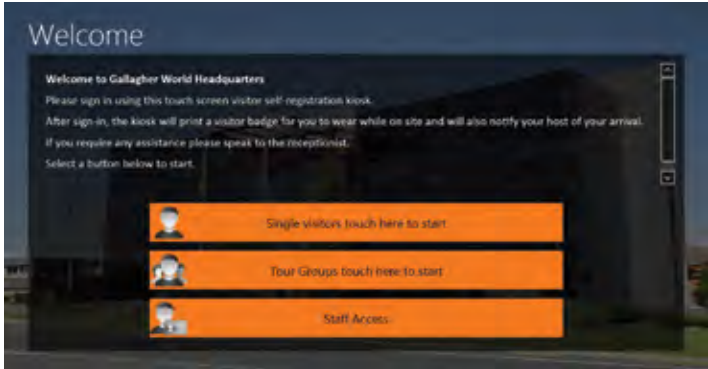 Welcome
Welcome to Gallagher World Headquarters
Please sign in using this touch screen visitor self-registration kiosk.
After sign-in, the kiosk will print a visitor badge for you to wear while on site and will also notify your host of your arrival.
If you require any assistance please speak to the receptionist.
Select a button below to start.
Single visitors touch here to start
Tour Groups touch here to start
Staff Access